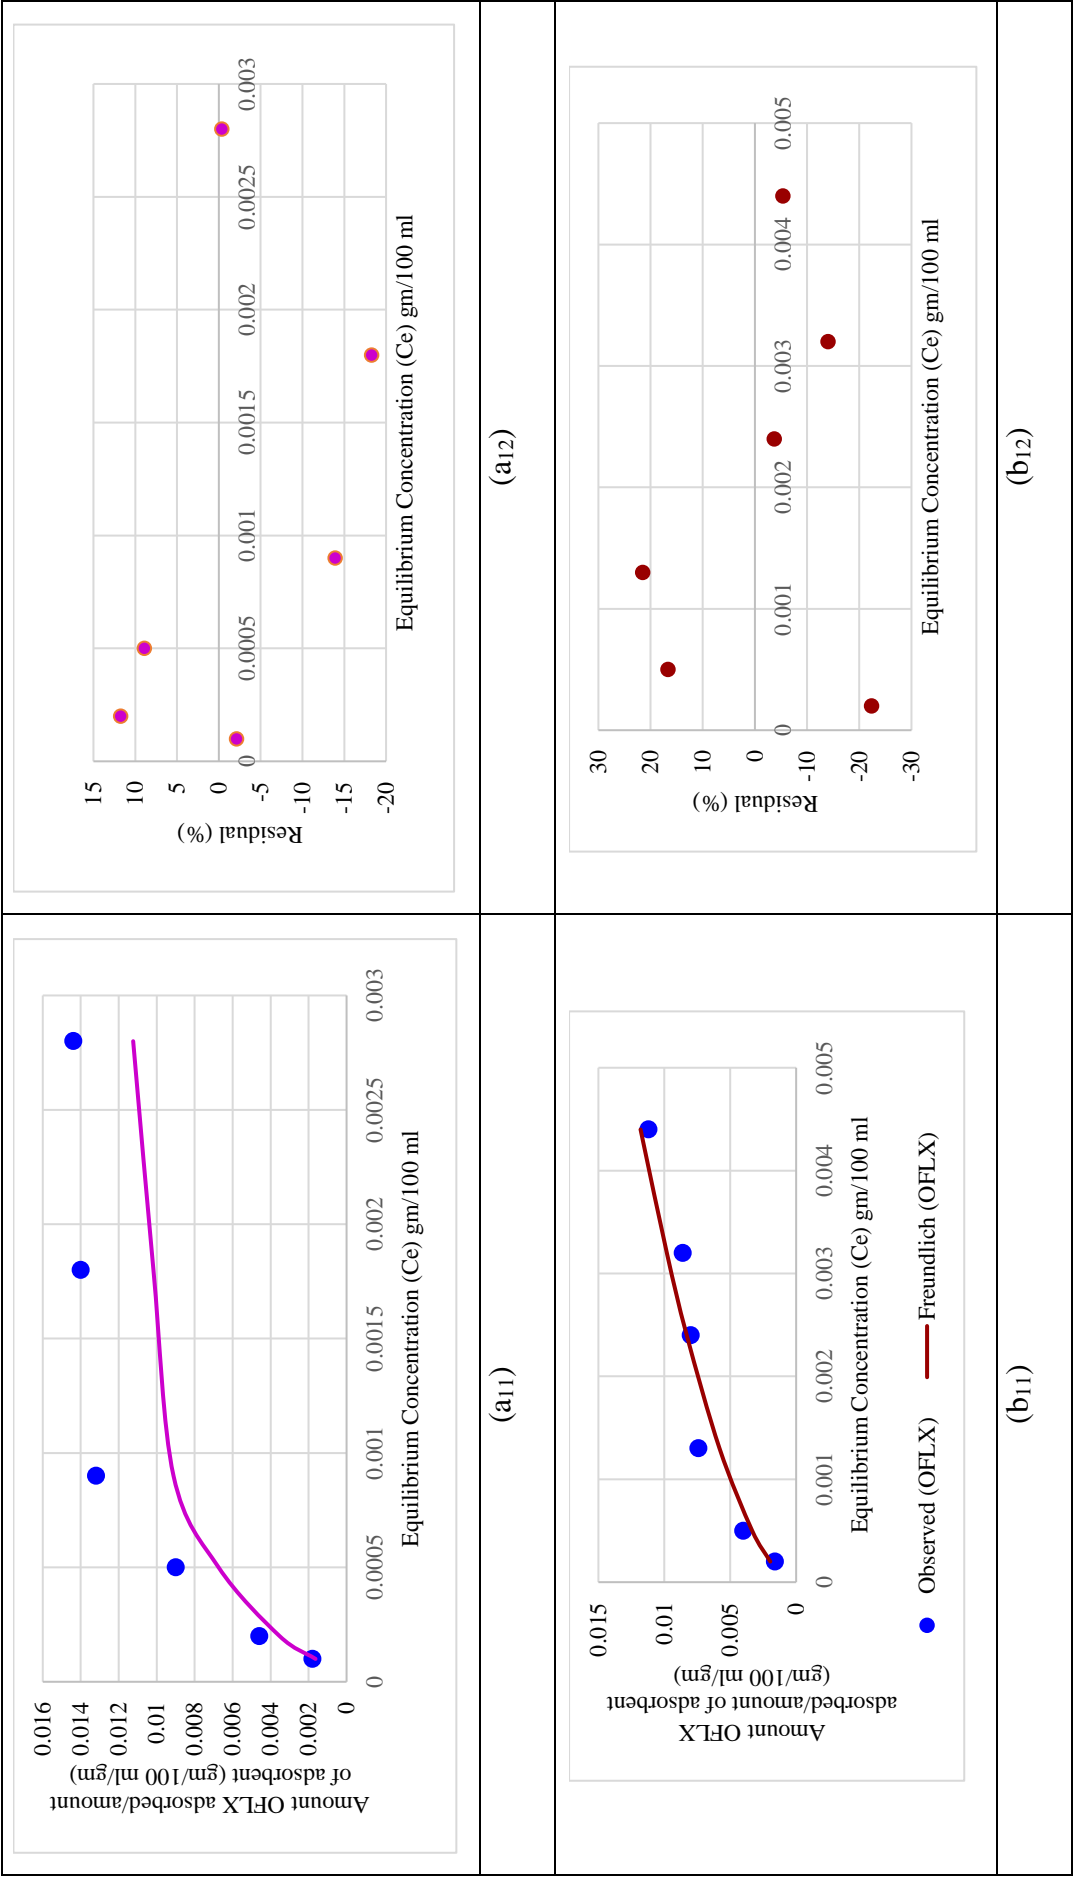 Amount OFLX adsorbed/amount
of adsorbent (gm/100 ml/gm)
0.016
0.014
0.012
0.01
0.008
0.006
0.004
0.002
0
0 0.0005 0.001 0.0015 0.002 0.0025 0.003
Equilibrium Concentration (Ce) gm/100 ml
(a11)
Residual (%)
15
10
5
0
-5
-10
-15
-20
0 0.0005 0.001 0.0015 0.002 0.0025 0.003
Equilibrium Concentration (Ce) gm/100 ml
(a12)
Amount OFLX
adsorbed/amount of adsorbent
(gm/100 ml/gm)
0.015
0.01
0.005
0
0 0.001 0.002 0.003 0.004 0.005
Equilibrium Concentration (Ce) gm/100 ml
Observed (OFLX) Freundlich (OFLX)
(b11)
Residual (%)
30
20
10
0
-10
-20
-30
0 0.001 0.002 0.003 0.004 0.005
Equilibrium Concentration (Ce) gm/100 ml
(b12)